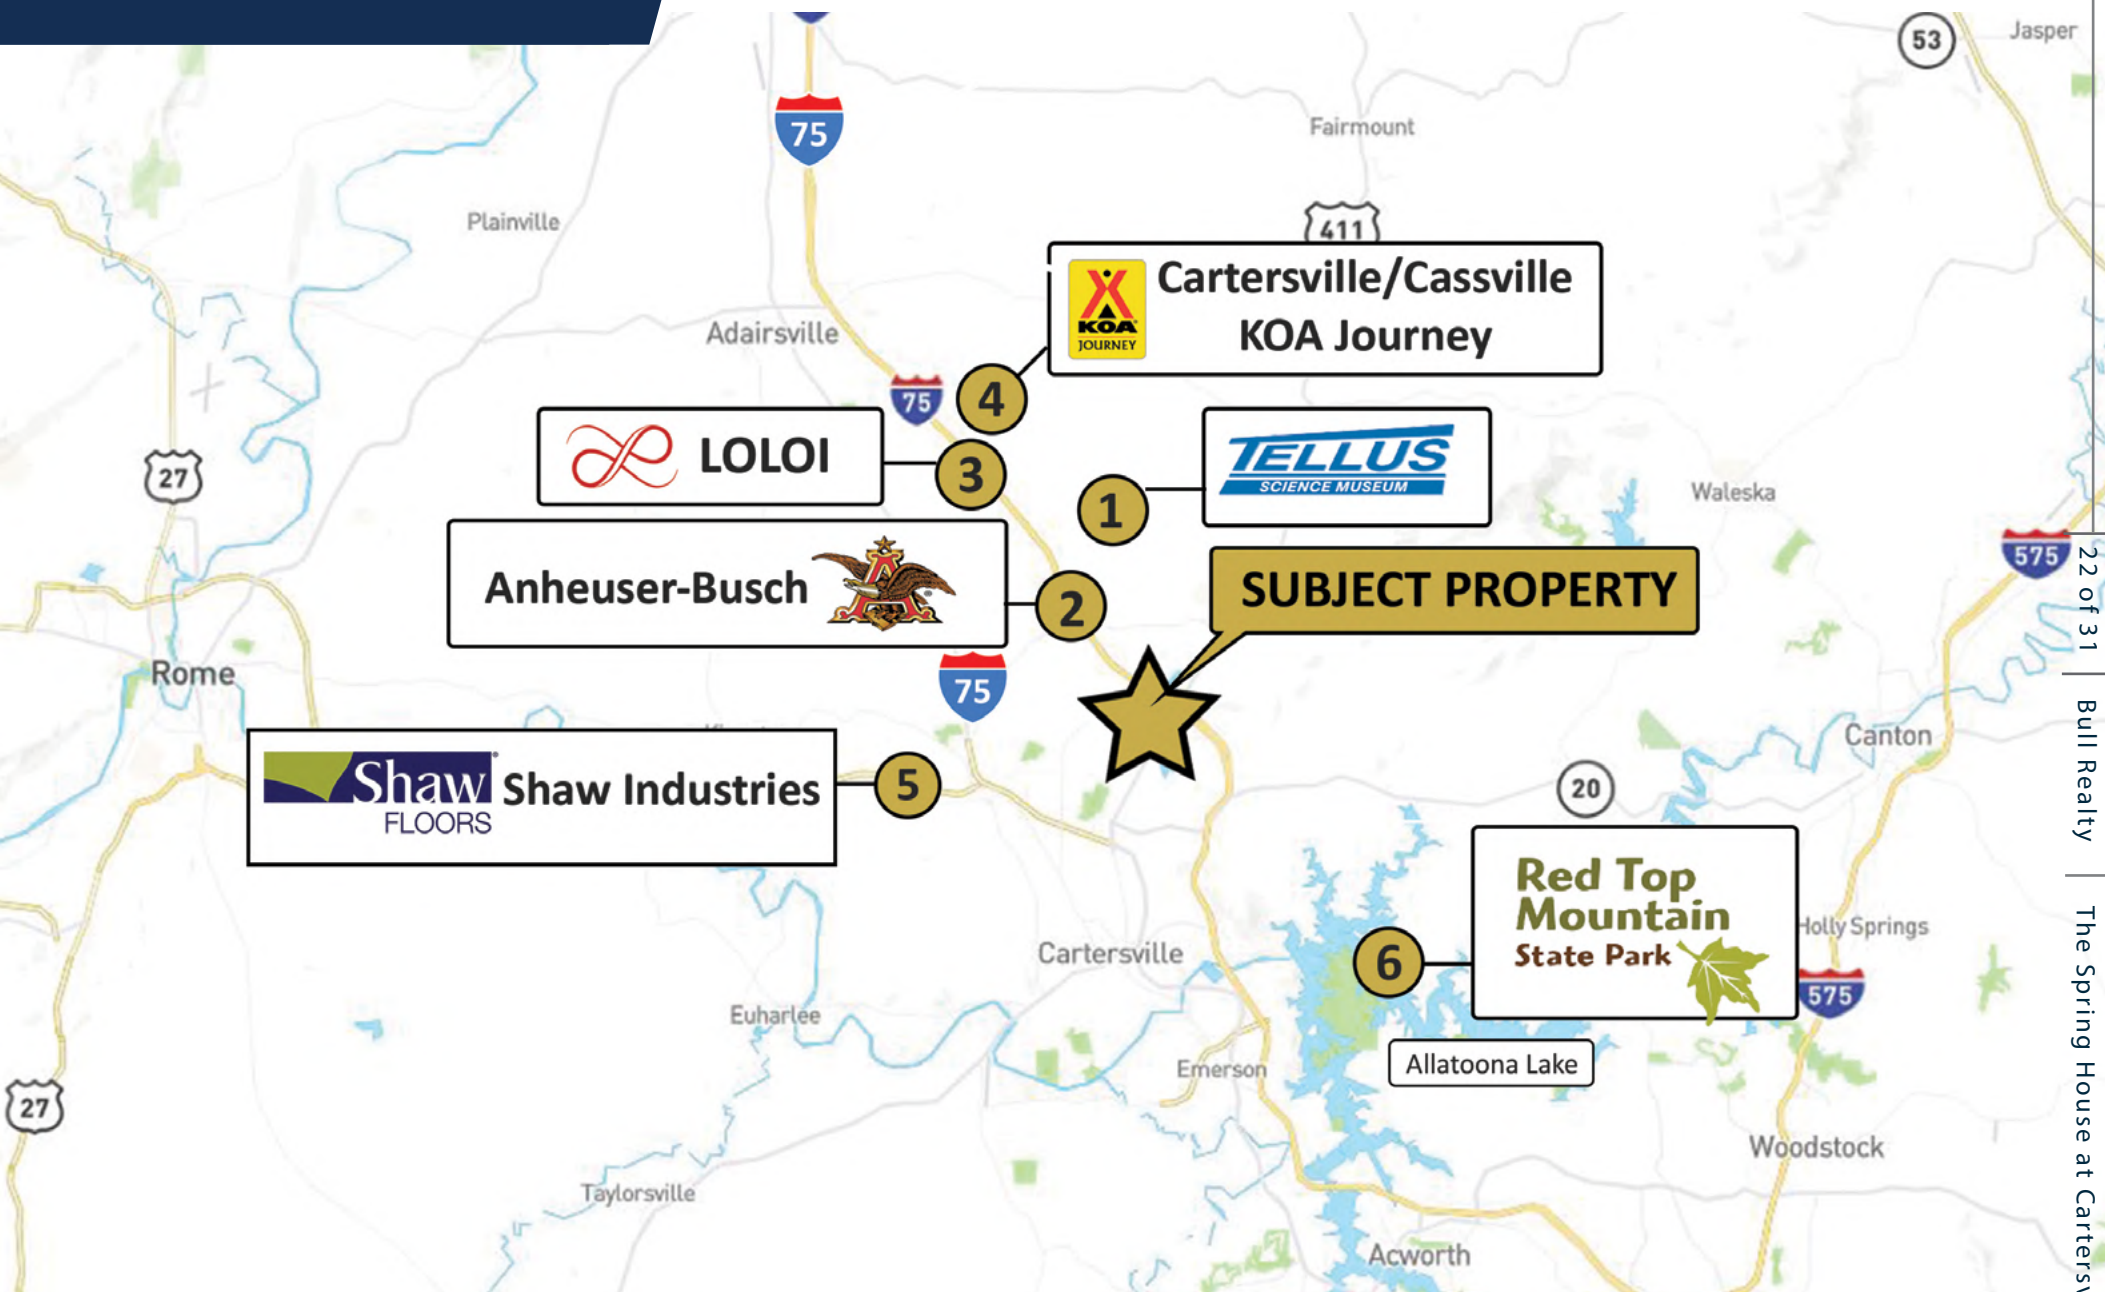 53
Jasper
75
Fairmount
Plainville
411
Cartersville/Cassville
KOA Journey
KOA
JOURNEY
Adairsville
75
4
LOLOI
3
TELLUS
SCIENCE MUSEUM
1
27
Waleska
575
Anheuser-Busch
A
2
SUBJECT PROPERTY
Rome
75
Canton
Shaw
FLOORS
Shaw Industries
5
20
Red Top
Mountain
State Park
6
Holly Springs
575
Cartersville
Euharlee
Emerson
Allatoona Lake
27
Woodstock
Taylorsville
Acworth
22 of 31
Bull Realty
The Spring House at Cartersv